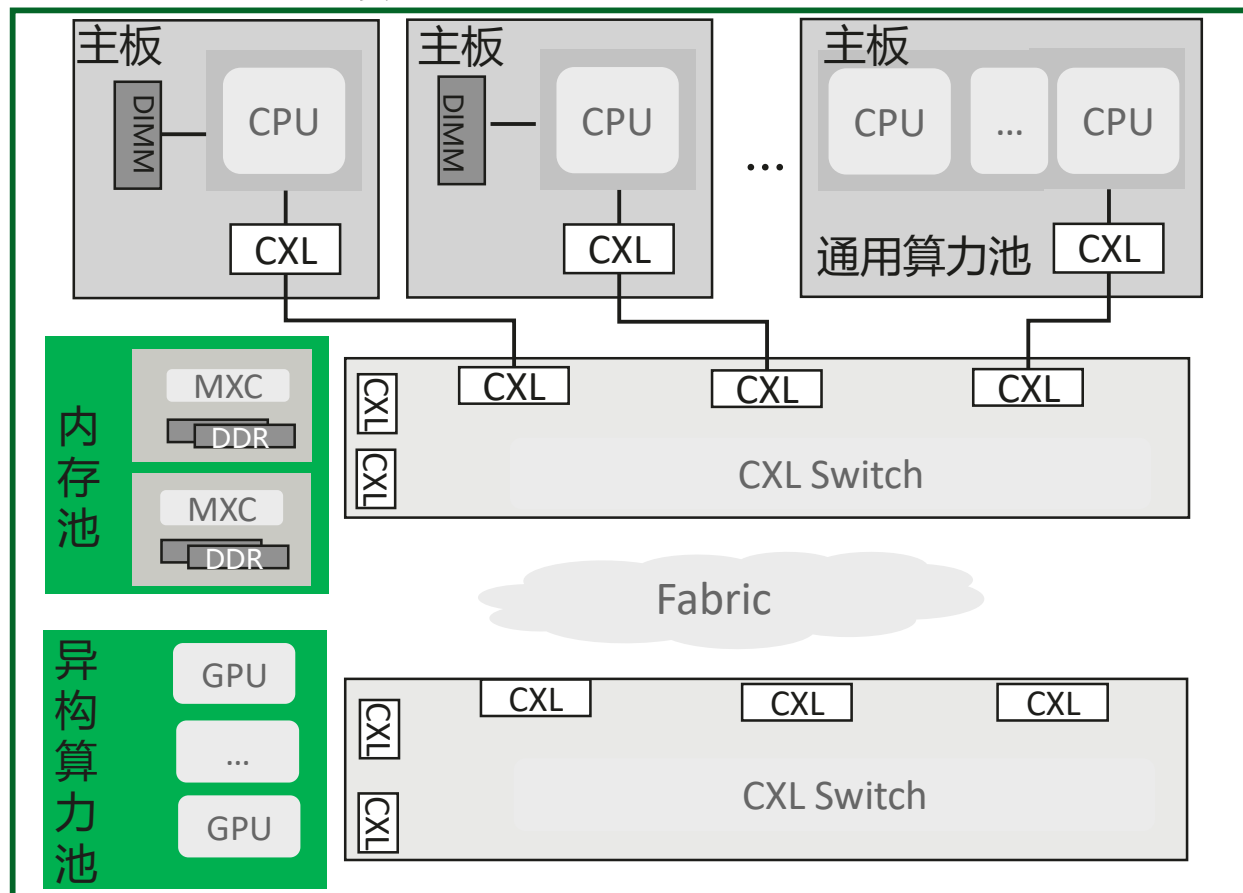 主板
DIMM
CPU
CXL
主板
DIMM
CPU
CXL
...
主板
CPU
...
CPU
通用算力池
CXL
内存池
MXC
DDR
MXC
DDR
CXL
CXL
CXL
CXL
CXL
CXL Switch
Fabric
异构算力池
GPU
...
GPU
CXL
CXL
CXL
CXL
CXL
CXL Switch